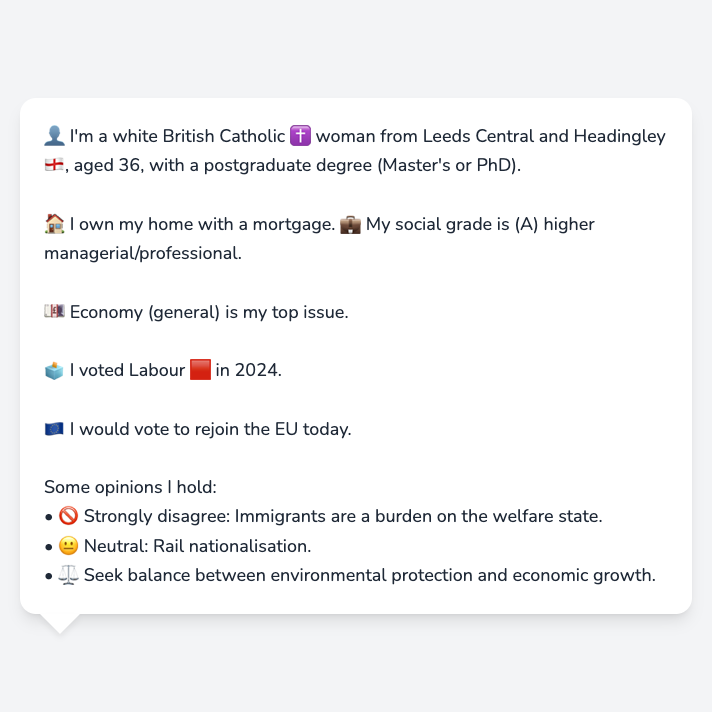 👤 I'm a white British Catholic ✝️ woman from Leeds Central and Headingley
🏴󠁧󠁢󠁥󠁮󠁧󠁿, aged 36, with a postgraduate degree (Master's or PhD).
🏠 I own my home with a mortgage. 💼 My social grade is (A) higher
managerial/professional.
💷 Economy (general) is my top issue.
🗳️ I voted Labour 🟥 in 2024.
🇪🇺 I would vote to rejoin the EU today.
Some opinions I hold:
• 🚫 Strongly disagree: Immigrants are a burden on the welfare state.
• 😐 Neutral: Rail nationalisation.
• ⚖️ Seek balance between environmental protection and economic growth.